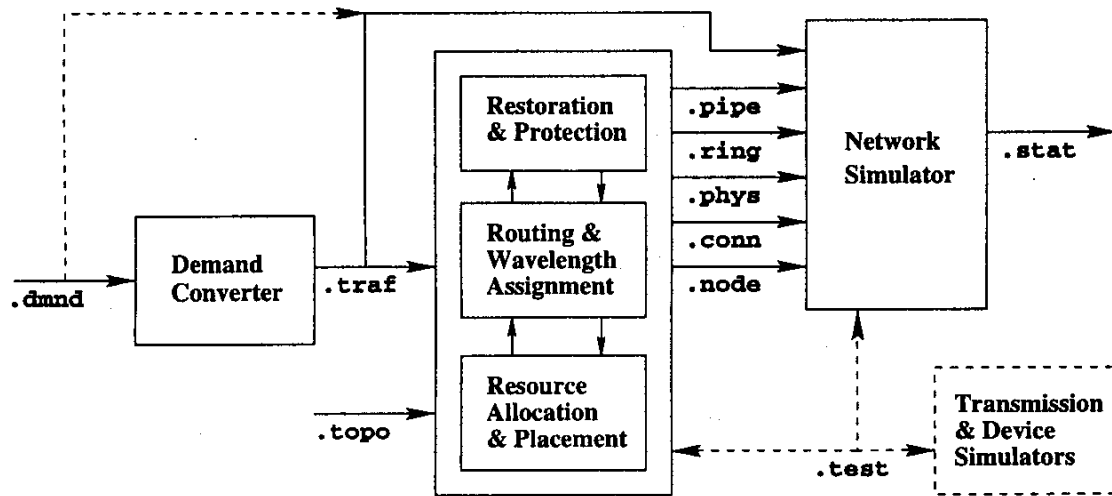 Restoration
& Protection
.pipe
.ring
.phys
.conn
.node
Network
Simulator
.stat
.dmnd
Demand
Converter
.traf
Routing &
Wavelength
Assignment
.topo
Resource
Allocation
& Placement
.test
Transmission
& Device
Simulators